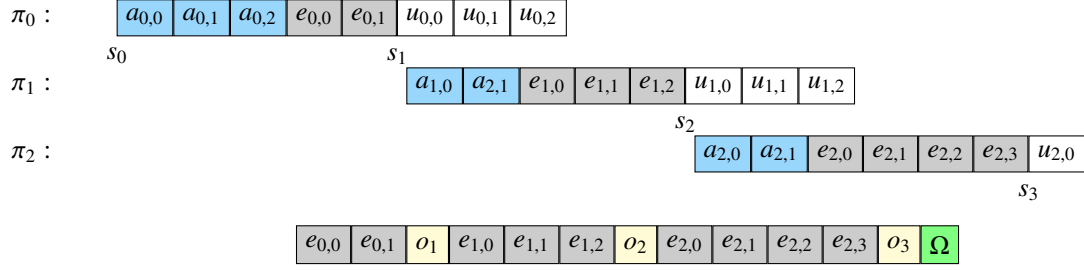 π₀ : a₀,₀ a₀,₁ a₀,₂ e₀,₀ e₀,₁ u₀,₀ u₀,₁ u₀,₂
s₀ s₁
π₁ : a₁,₀ a₂,₁ e₁,₀ e₁,₁ e₁,₂ u₁,₀ u₁,₁ u₁,₂
s₂
π₂ : a₂,₀ a₂,₁ e₂,₀ e₂,₁ e₂,₂ e₂,₃ u₂,₀
s₃
e₀,₀ e₀,₁ o₁ e₁,₀ e₁,₁ e₁,₂ o₂ e₂,₀ e₂,₁ e₂,₂ e₂,₃ o₃ Ω